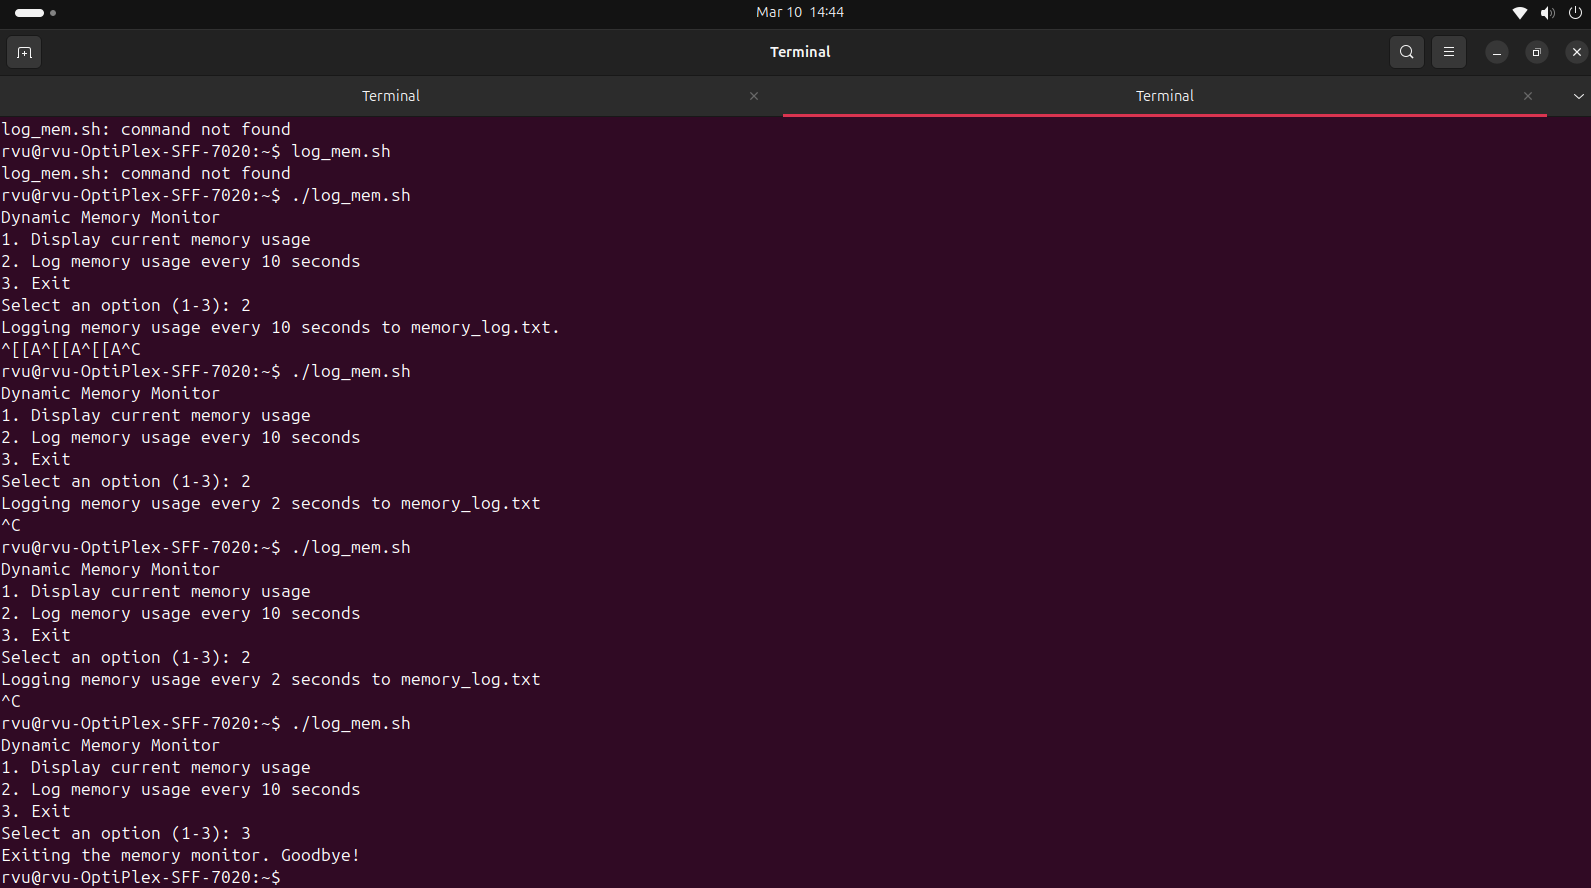 Mar 10 14:44
Terminal
Terminal
Terminal
log_mem.sh: command not found
rvu@rvu-OptiPlex-SFF-7020:~$ log_mem.sh
log_mem.sh: command not found
rvu@rvu-OptiPlex-SFF-7020:~$ ./log_mem.sh
Dynamic Memory Monitor
1. Display current memory usage
2. Log memory usage every 10 seconds
3. Exit
Select an option (1-3): 2
Logging memory usage every 10 seconds to memory_log.txt.
^[[A^[[A^[[A^C
rvu@rvu-OptiPlex-SFF-7020:~$ ./log_mem.sh
Dynamic Memory Monitor
1. Display current memory usage
2. Log memory usage every 10 seconds
3. Exit
Select an option (1-3): 2
Logging memory usage every 2 seconds to memory_log.txt
^C
rvu@rvu-OptiPlex-SFF-7020:~$ ./log_mem.sh
Dynamic Memory Monitor
1. Display current memory usage
2. Log memory usage every 10 seconds
3. Exit
Select an option (1-3): 2
Logging memory usage every 2 seconds to memory_log.txt
^C
rvu@rvu-OptiPlex-SFF-7020:~$ ./log_mem.sh
Dynamic Memory Monitor
1. Display current memory usage
2. Log memory usage every 10 seconds
3. Exit
Select an option (1-3): 3
Exiting the memory monitor. Goodbye!
rvu@rvu-OptiPlex-SFF-7020:~$